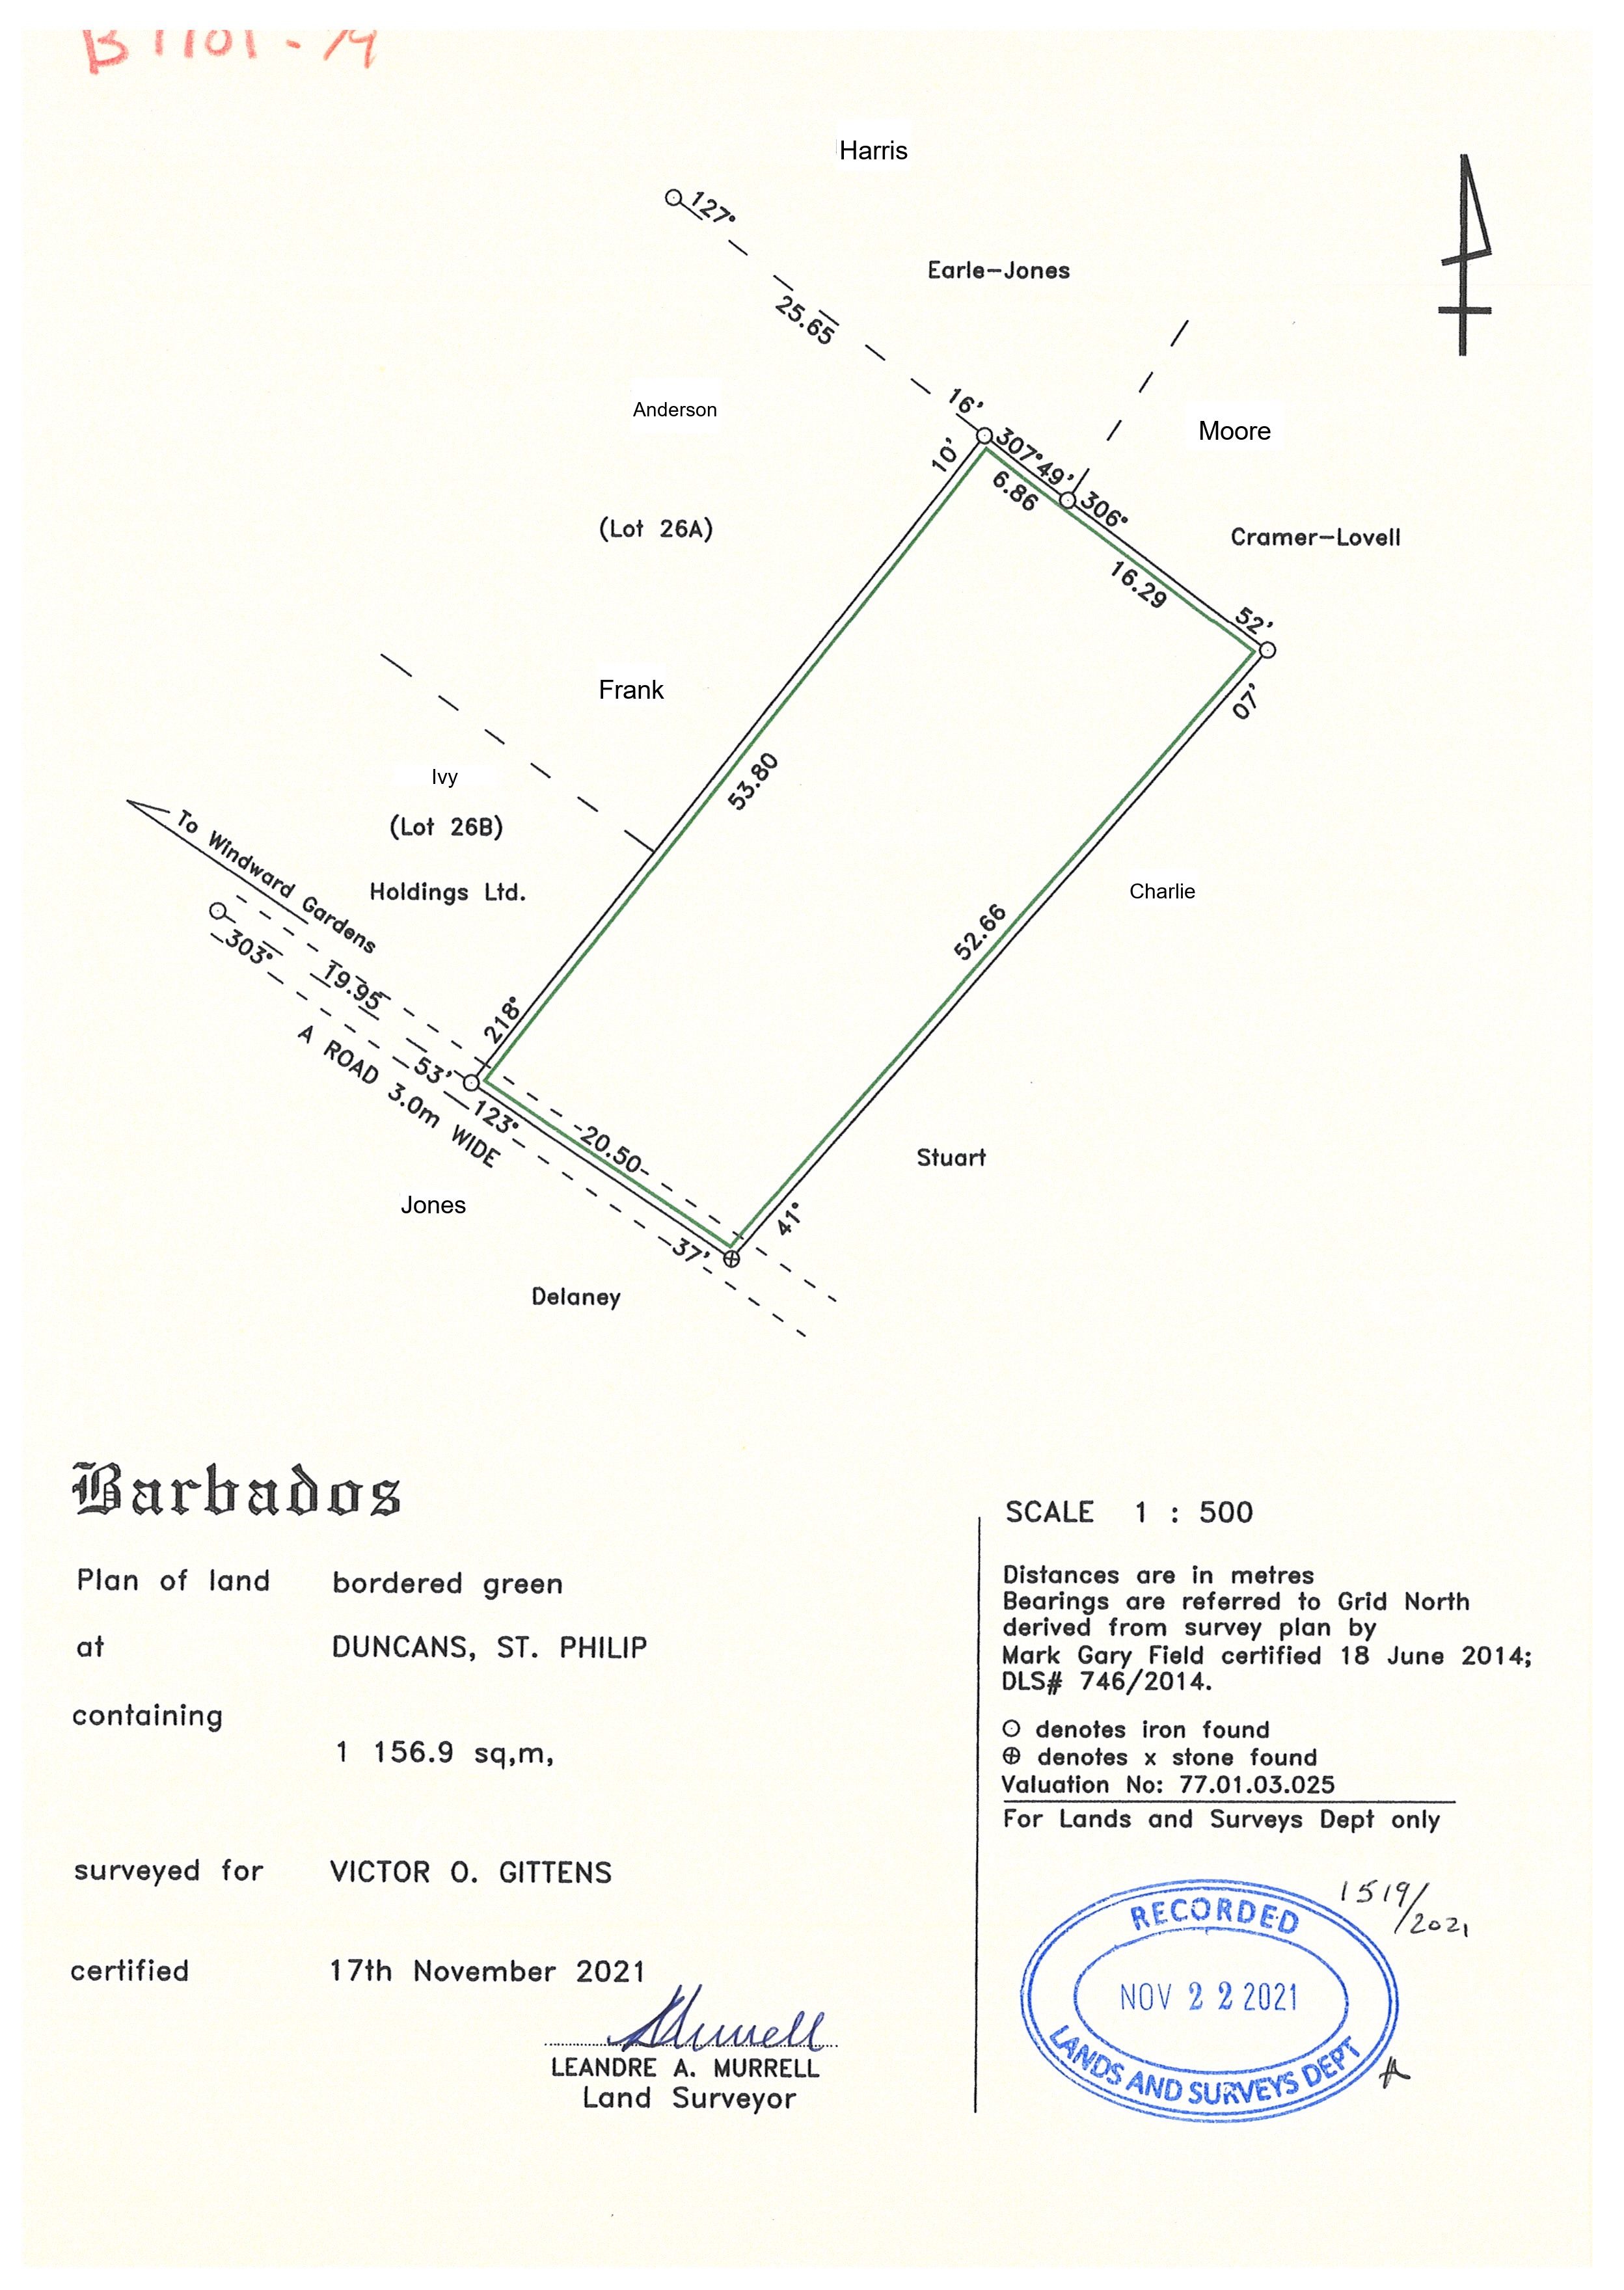 B1101-14
Harris
127°
Earle-Jones
25.65
Anderson
16'
Moore
10'
307°49'
6.86
306°
(Lot 26A)
Cramer-Lovell
16.29
52'
Frank
07'
53.80
Ivy
(Lot 26B)
To Windward Gardens
Holdings Ltd.
Charlie
303°
52.66
19.95
218°
A ROAD 3.0m WIDE
53'
123°
20.50
Stuart
Jones
41°
37'
Delaney
Barbados
Plan of land bordered green
at DUNCANS, ST. PHILIP
containing
1 156.9 sq,m,
surveyed for VICTOR O. GITTENS
certified 17th November 2021
LEANDRE A. MURRELL
Land Surveyor
SCALE 1 : 500
Distances are in metres
Bearings are referred to Grid North
derived from survey plan by
Mark Gary Field certified 18 June 2014;
DLS# 746/2014.
denotes iron found
denotes x stone found
Valuation No: 77.01.03.025
For Lands and Surveys Dept only
1519/2021
RECORDED
NOV 22 2021
LANDS AND SURVEYS DEPT